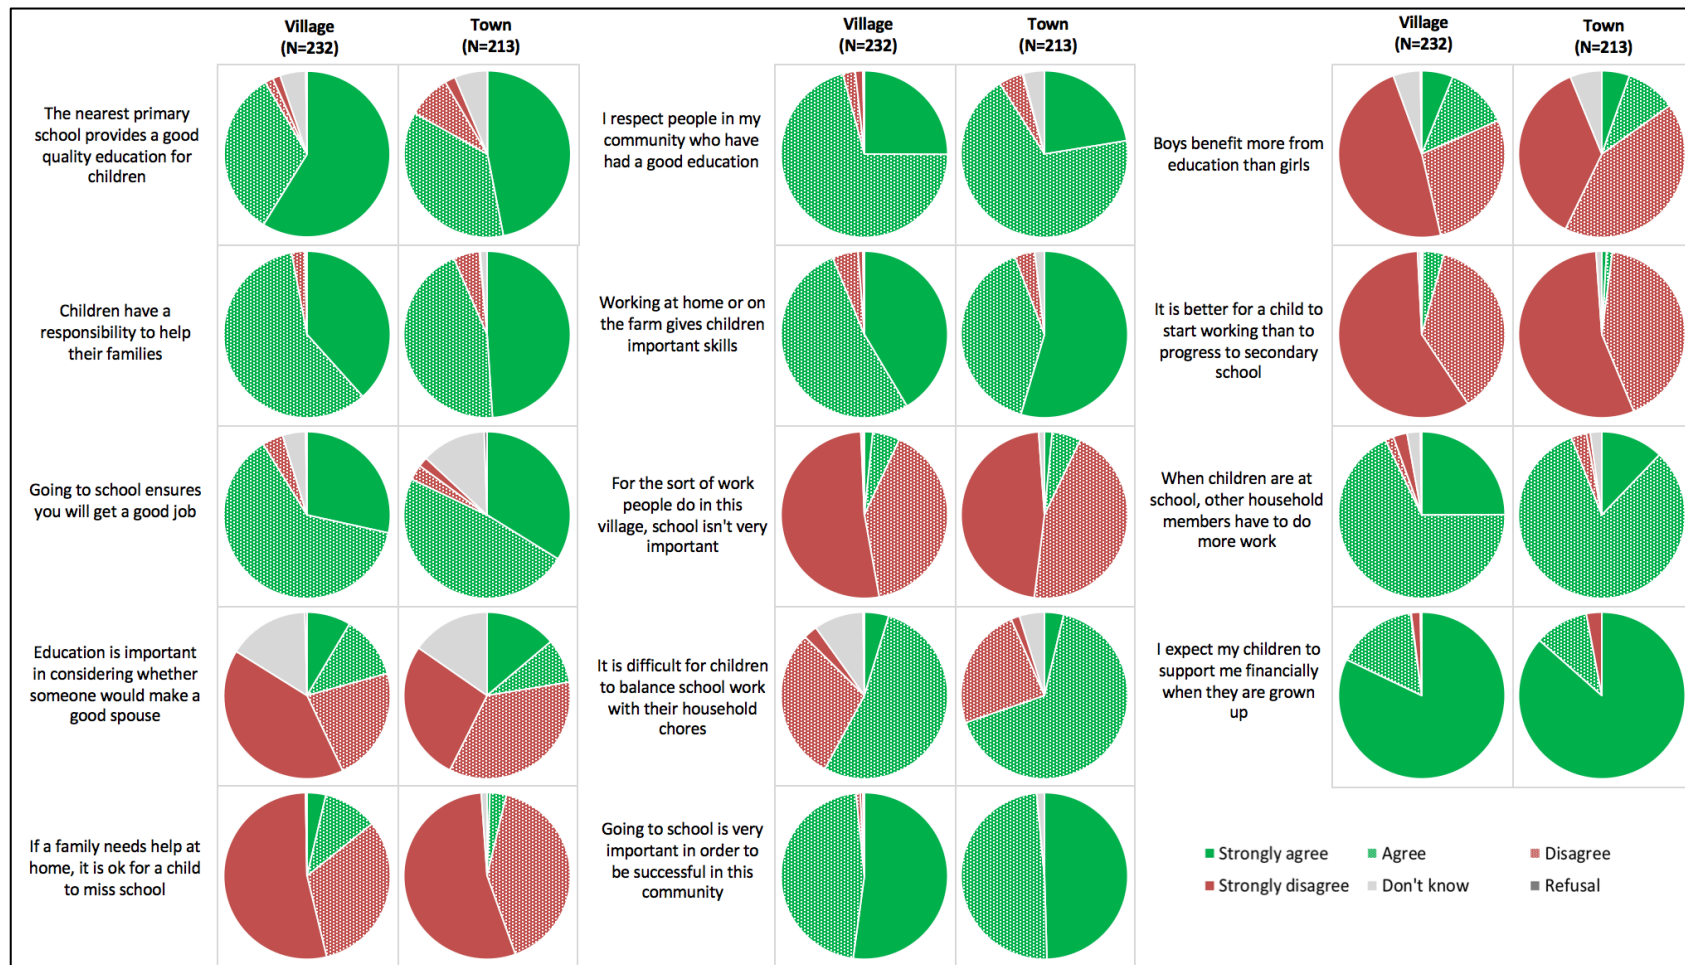 Village
(N=232)
Town
(N=213)
The nearest primary
school provides a good
quality education for
children
Children have a
responsibility to help
their families
Going to school ensures
you will get a good job
Education is important
in considering whether
someone would make a
good spouse
If a family needs help at
home, it is ok for a child
to miss school
Village
(N=232)
Town
(N=213)
I respect people in my
community who have
had a good education
Working at home or on
the farm gives children
important skills
For the sort of work
people do in this
village, school isn't very
important
It is difficult for children
to balance school work
with their household
chores
Going to school is very
important in order to
be successful in this
community
Village
(N=232)
Town
(N=213)
Boys benefit more from
education than girls
It is better for a child to
start working than to
progress to secondary
school
When children are at
school, other household
members have to do
more work
I expect my children to
support me financially
when they are grown
up
Strongly agree
Agree
Disagree
Strongly disagree
Don't know
Refusal